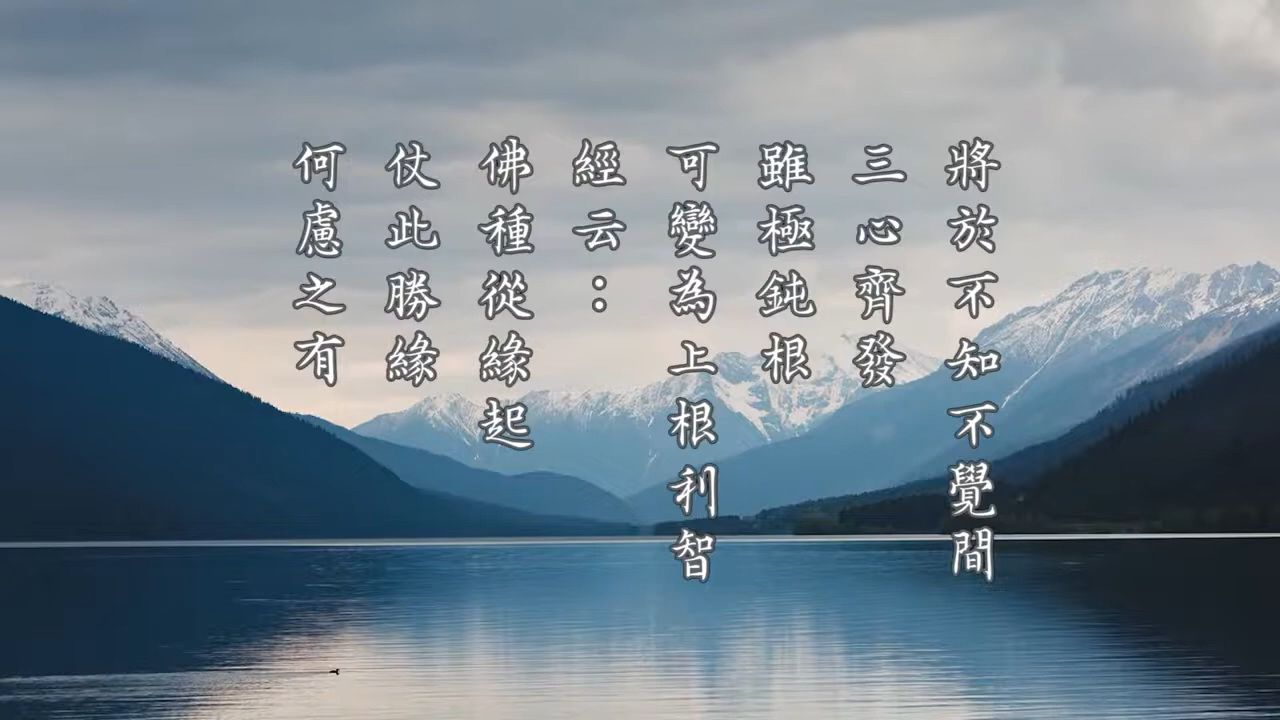 將於不知不覺間
三心齊發
雖極鈍根
可變為上根利智
經云：
佛種從緣起
仗此勝緣
何慮之有